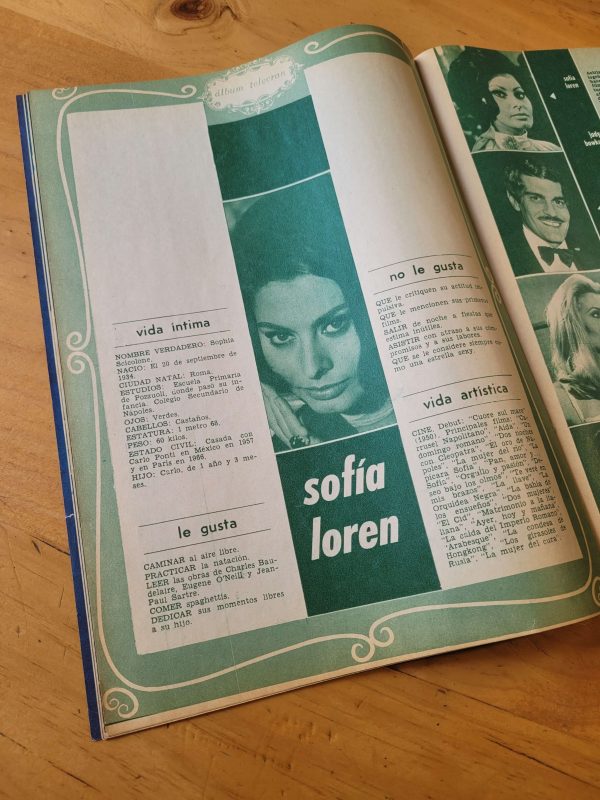 álbum telecran
vida íntima
NOMBRE VERDADERO: Sophia
Scicolone.
NACIO: El 20 de septiembre de
1934.
CIUDAD NATAL: Roma.
ESTUDIOS: Escuela Primaria
de Pozzuoli, donde pasó su in-
fancia. Colegio Secundario de
Nápoles.
OJOS: Verdes.
CABELLOS: Castaños.
ESTATURA: 1 metro 68.
PESO: 60 kilos.
ESTADO CIVIL: Casada con
Carlo Ponti en México en 1957
y en París en 1966.
HIJO: Carlo, de 1 año y 3 me-
ses.
le gusta
CAMINAR al aire libre.
PRACTICAR la natación.
LEER las obras de Charles Bau-
delaire, Eugene O'Neill y Jean-
Paul Sartre.
COMER spaghettis.
DEDICAR sus momentos libres
a su hijo.
sofía
loren
no le gusta
QUE le critiquen su actitud im-
pulsiva.
QUE le mencionen sus primeros
films.
SALIR de noche a fiestas que
estima inútiles.
ASISTIR con atraso a sus com-
promisos y a sus labores.
QUE se le considere siempre co-
mo una estrella sexy.
vida artística
CINE. Debut: "Cuore sul mare"
(1950). Principales films: "Ca-
rrusel Napolitano", "Aída", "Un
domingo romano", "Dos noches
con Cleopatra", "El oro de Ná-
poles", "La mujer del río", "La
pícara Sofía", "Pan, amor y...
Sofía", "Orgullo y pasión", "De-
seo bajo los olmos", "Te veré en
mis brazos", "La llave", "La
Orquídea Negra", "La bahía de
los ensueños", "Dos mujeres",
"El Cid", "Matrimonio a la ita-
liana", "Ayer, hoy y mañana",
"La caída del Imperio Romano",
"Arabesque", "La condesa de
Hongkong", "Los girasoles de
Rusia", "La mujer del cura".
sofía
loren
judy